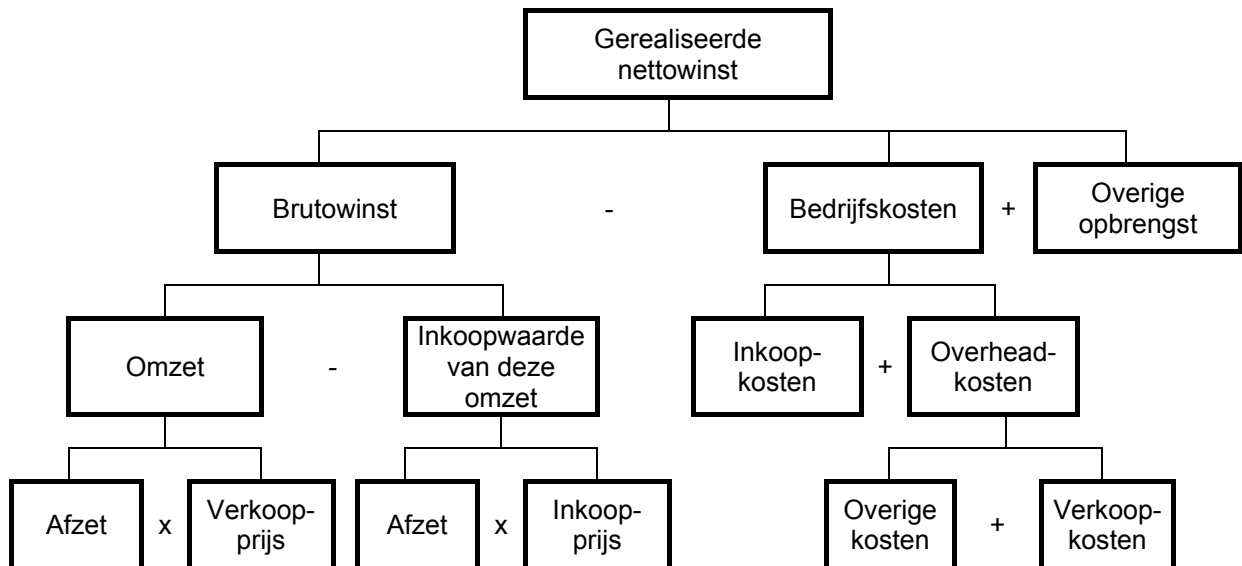 Gerealiseerde
nettowinst
Brutowinst
-
Bedrijfskosten
+
Overige
opbrengst
Omzet
-
Inkoopwaarde
van deze
omzet
Inkoop-
kosten
+
Overhead-
kosten
Afzet
x
Verkoop-
prijs
Afzet
x
Inkoop-
prijs
Overige
kosten
+
Verkoop-
kosten